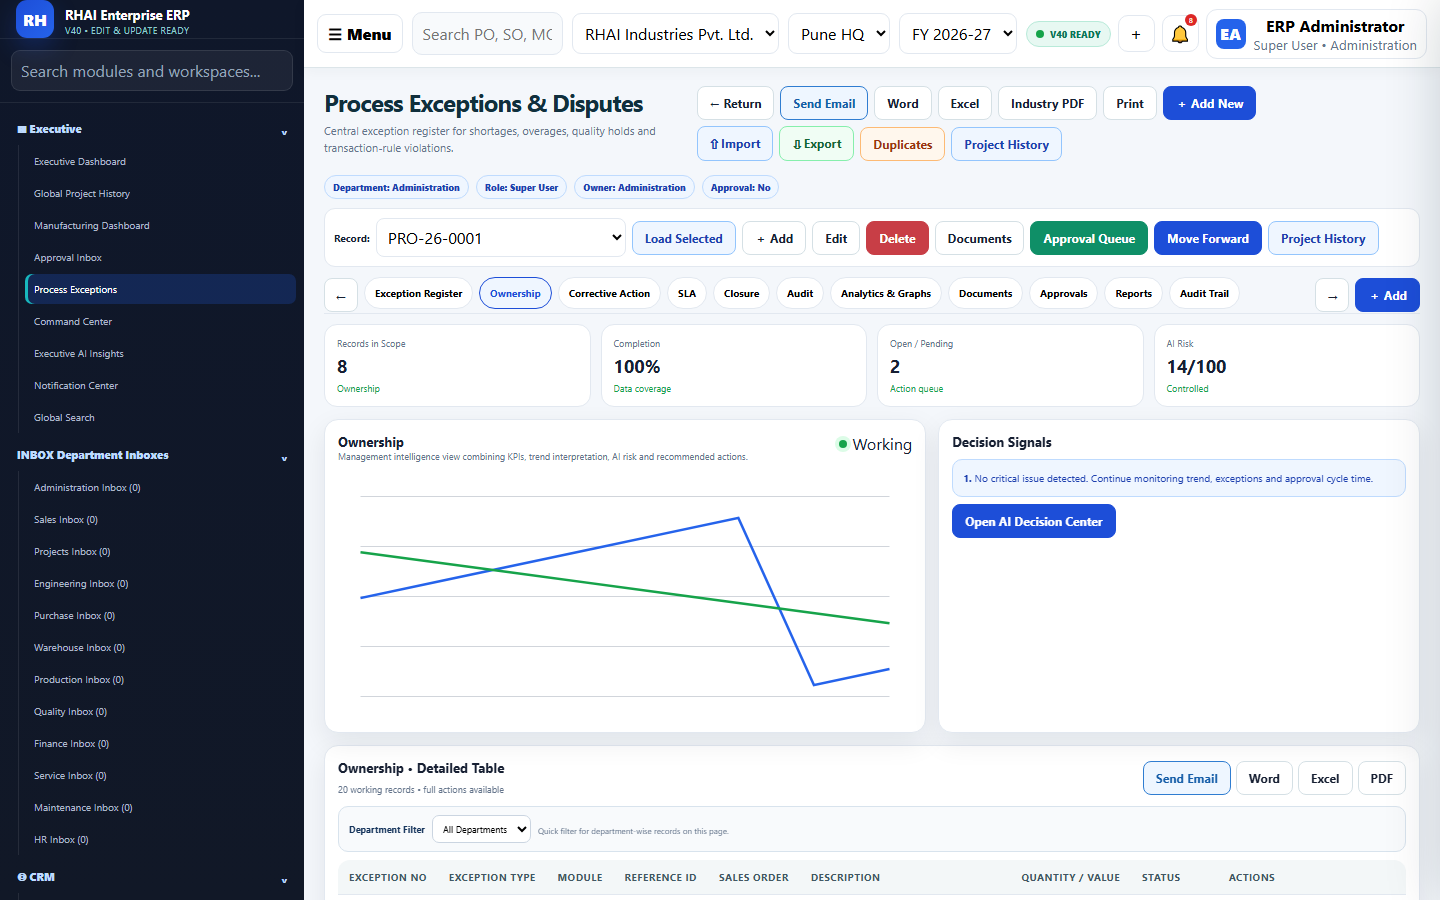 RH
RHAI Enterprise ERP
V40 • EDIT & UPDATE READY
Search modules and workspaces...
Executive
Executive Dashboard
Global Project History
Manufacturing Dashboard
Approval Inbox
Process Exceptions
Command Center
Executive AI Insights
Notification Center
Global Search
INBOX Department Inboxes
Administration Inbox (0)
Sales Inbox (0)
Projects Inbox (0)
Engineering Inbox (0)
Purchase Inbox (0)
Warehouse Inbox (0)
Production Inbox (0)
Quality Inbox (0)
Finance Inbox (0)
Service Inbox (0)
Maintenance Inbox (0)
HR Inbox (0)
CRM
☰ Menu
Search PO, SO, MO
RHAI Industries Pvt. Ltd.
Pune HQ
FY 2026-27
V40 READY
+
8
EA
ERP Administrator
Super User • Administration
Process Exceptions & Disputes
Central exception register for shortages, overages, quality holds and
transaction-rule violations.
← Return
Send Email
Word
Excel
Industry PDF
Print
+ Add New
⇧ Import
⇩ Export
Duplicates
Project History
Department: Administration
Role: Super User
Owner: Administration
Approval: No
Record:
PRO-26-0001
Load Selected
+ Add
Edit
Delete
Documents
Approval Queue
Move Forward
Project History
←
Exception Register
Ownership
Corrective Action
SLA
Closure
Audit
Analytics & Graphs
Documents
Approvals
Reports
Audit Trail
→
+ Add
Records in Scope
8
Ownership
Completion
100%
Data coverage
Open / Pending
2
Action queue
AI Risk
14/100
Controlled
Ownership
Management intelligence view combining KPIs, trend interpretation, AI risk and recommended actions.
Working
Decision Signals
1. No critical issue detected. Continue monitoring trend, exceptions and approval cycle time.
Open AI Decision Center
Ownership • Detailed Table
20 working records • full actions available
Send Email
Word
Excel
PDF
Department Filter
All Departments
Quick filter for department-wise records on this page.
EXCEPTION NO
EXCEPTION TYPE
MODULE
REFERENCE ID
SALES ORDER
DESCRIPTION
QUANTITY / VALUE
STATUS
ACTIONS